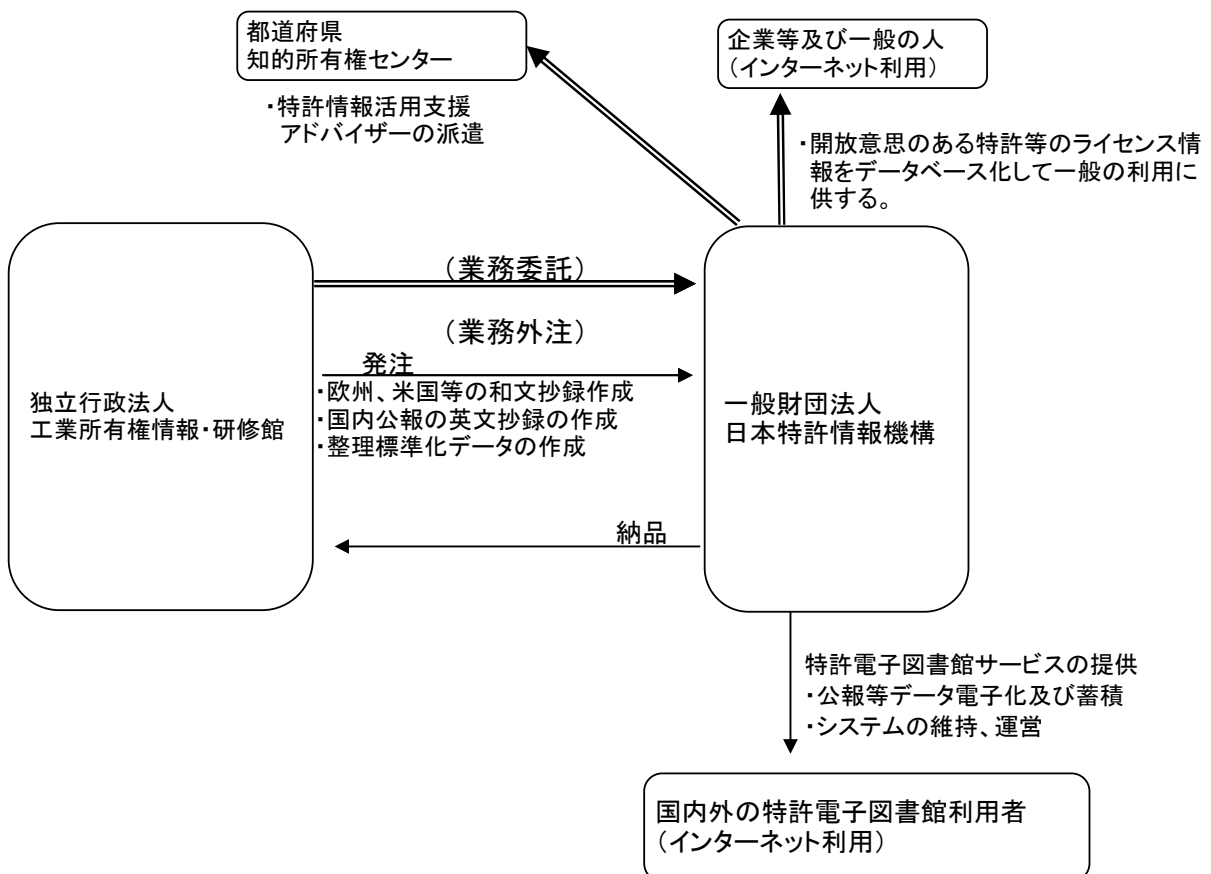 都道府県
知的所有権センター
・特許情報活用支援
アドバイザーの派遣
企業等及び一般の人
（インターネット利用）
・開放意思のある特許等のライセンス情
報をデータベース化して一般の利用に
供する。
（業務委託）
（業務外注）
発注
・欧州、米国等の和文抄録作成
・国内公報の英文抄録の作成
・整理標準化データの作成
独立行政法人
工業所有権情報・研修館
一般財団法人
日本特許情報機構
納品
特許電子図書館サービスの提供
・公報等データ電子化及び蓄積
・システムの維持、運営
国内外の特許電子図書館利用者
（インターネット利用）